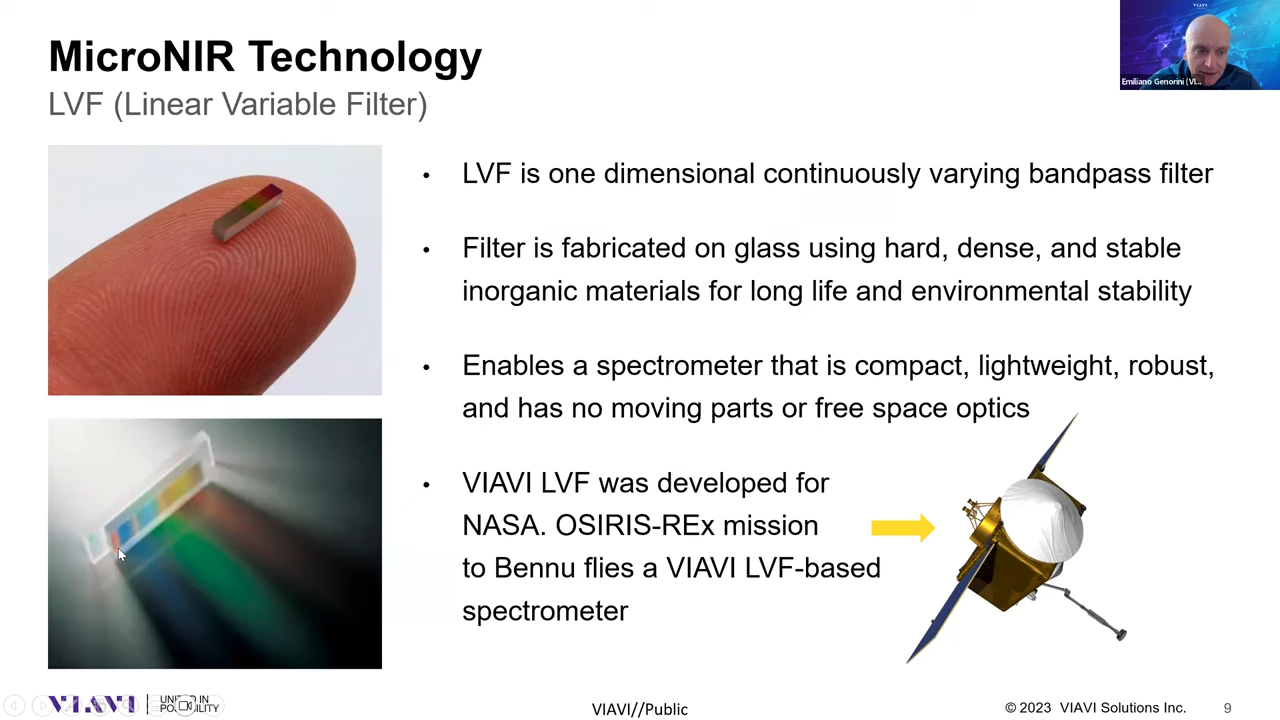 MicroNIR Technology
LVF (Linear Variable Filter)
VIAVI
Emiliano Genorini (VI...
• LVF is one dimensional continuously varying bandpass filter
• Filter is fabricated on glass using hard, dense, and stable
inorganic materials for long life and environmental stability
• Enables a spectrometer that is compact, lightweight, robust,
and has no moving parts or free space optics
• VIAVI LVF was developed for
NASA. OSIRIS-REx mission
to Bennu flies a VIAVI LVF-based
spectrometer
VIAVI
VIAVI//Public
© 2023 VIAVI Solutions Inc.
9